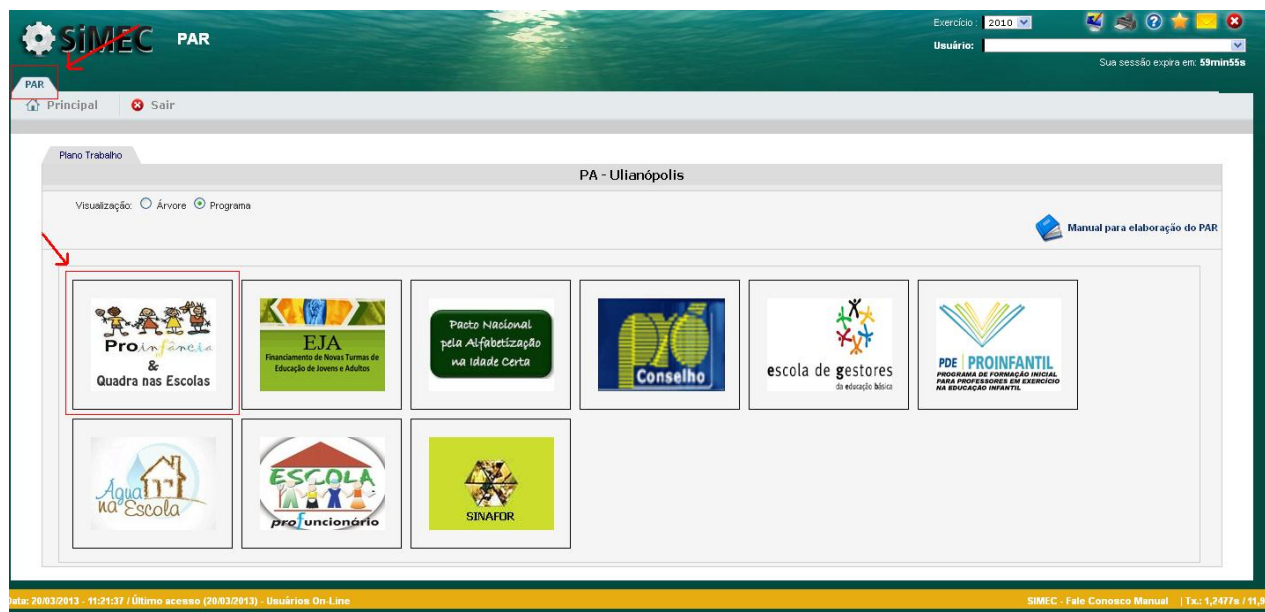 SiMEC PAR
Exercício : 2010
Usuário:
Sua sessão expira em: 59min55s
PAR
Principal Sair
Plano Trabalho
PA - Ulianópolis
Visualização: Árvore Programa
Manual para elaboração do PAR
Proinfância
&
Quadra nas Escolas
EJA
Financiamento de Novas Turmas de
Educação de Jovens e Adultos
Pacto Nacional
pela Alfabetização
na Idade Certa
pró
Conselho
escola de gestores
da educação básica
PDE PROINFANTIL
PROGRAMA DE FORMAÇÃO INICIAL
PARA PROFESSORES EM EXERCÍCIO
NA EDUCAÇÃO INFANTIL
Água
na Escola
ESCOLA
profuncionário
SINAFOR
Data: 20/03/2013 - 11:21:37 / Último acesso (20/03/2013) - Usuários On-Line
SIMEC - Fale Conosco Manual | Tx.: 1,2477s / 11,9